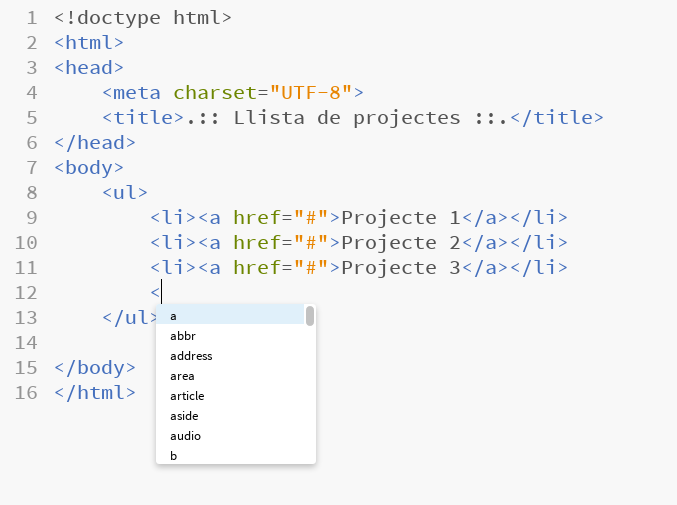 1 <!doctype html>
2 <html>
3 <head>
4     <meta charset="UTF-8">
5     <title>.:: Llista de projectes ::.</title>
6 </head>
7 <body>
8     <ul>
9         <li><a href="#">Projecte 1</a></li>
10         <li><a href="#">Projecte 2</a></li>
11         <li><a href="#">Projecte 3</a></li>
12         <
13     </ul>
14
15 </body>
16 </html>
a
abbr
address
area
article
aside
audio
b